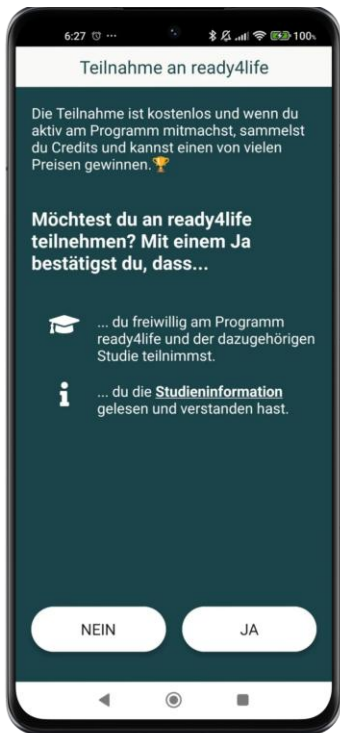 6:27 ...
100%
Teilnahme an ready4life
Die Teilnahme ist kostenlos und wenn du
aktiv am Programm mitmachst, sammelst
du Credits und kannst einen von vielen
Preisen gewinnen.🏆
Möchtest du an ready4life
teilnehmen? Mit einem Ja
bestätigst du, dass...
... du freiwillig am Programm
ready4life und der dazugehörigen
Studie teilnimmst.
... du die Studieninformation
gelesen und verstanden hast.
NEIN
JA